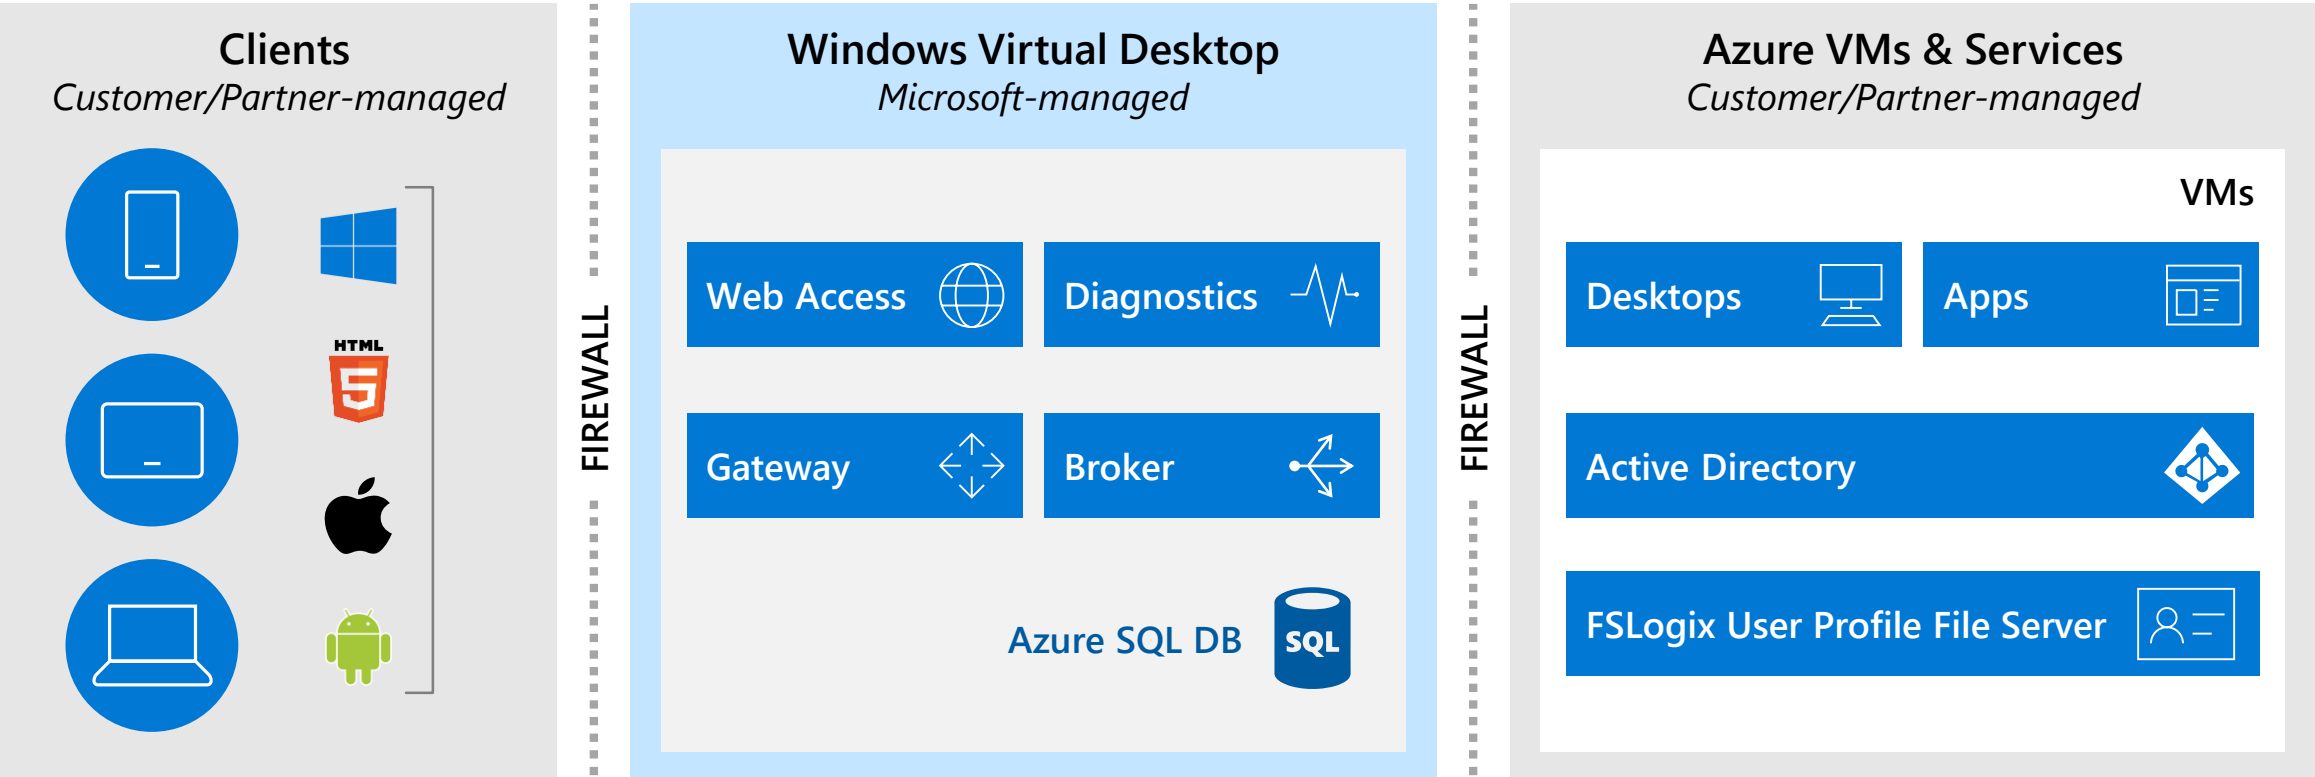 Clients
Customer/Partner-managed
HTML
5
FIREWALL
Windows Virtual Desktop
Microsoft-managed
Web Access
Diagnostics
Gateway
Broker
Azure SQL DB
SQL
FIREWALL
Azure VMs & Services
Customer/Partner-managed
VMs
Desktops
Apps
Active Directory
FSLogix User Profile File Server